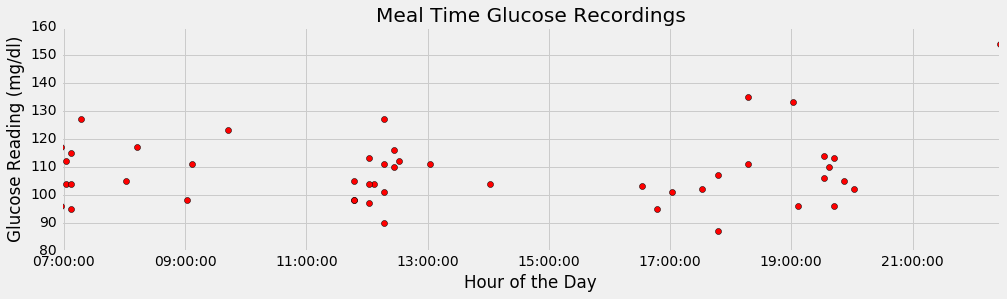 Meal Time Glucose Recordings
Glucose Reading (mg/dl)
160
150
140
130
120
110
100
90
80
07:00:00 09:00:00 11:00:00 13:00:00 15:00:00 17:00:00 19:00:00 21:00:00
Hour of the Day